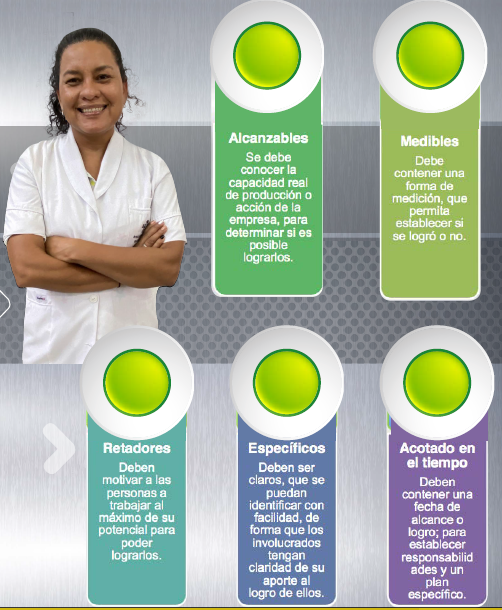 Alcanzables
Se debe
conocer la
capacidad real
de producción o
acción de la
empresa, para
determinar si es
posible
lograrlos.
Medibles
Debe
contener una
forma de
medición, que
permita
establecer si
se logró o no.
Retadores
Deben
motivar a las
personas a
trabajar al
máximo de su
potencial para
poder
lograrlos.
Específicos
Deben ser
claros, que se
puedan
identificar con
facilidad, de
forma que los
involucrados
tengan
claridad de su
aporte al
logro de ellos.
Acotado en
el tiempo
Deben
contener una
fecha de
alcance o
logro; para
establecer
responsabilid
ades y un
plan
específico.